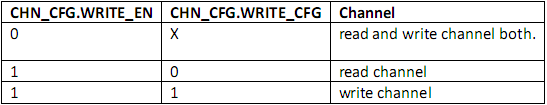 CHN_CFG.WRITE_EN CHN_CFG.WRITE_CFG Channel
0 X read and write channel both.
1 0 read channel
1 1 write channel